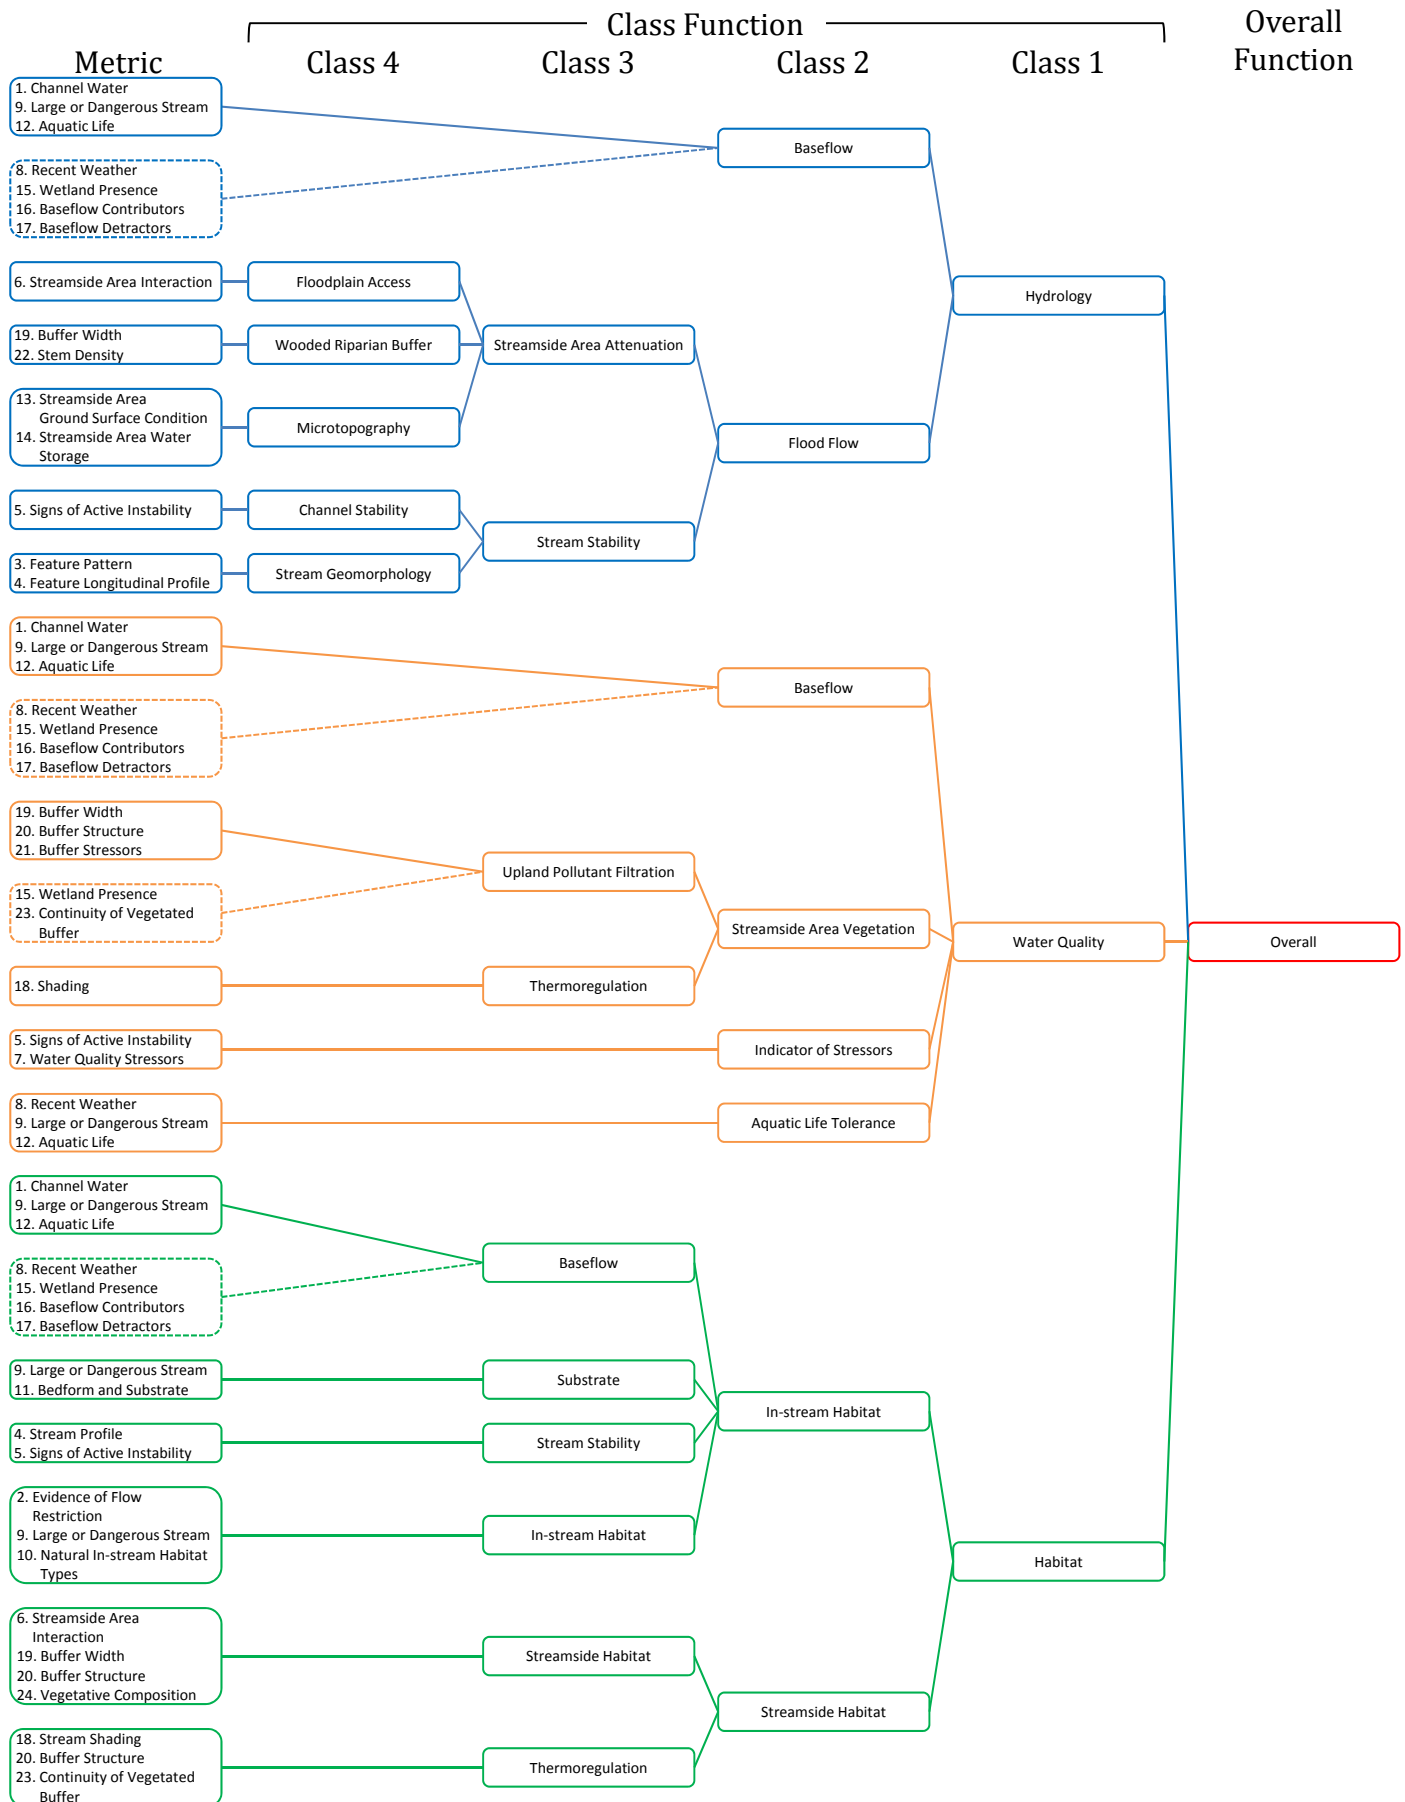 Class Function
Overall
Function
Metric
Class 4
Class 3
Class 2
Class 1
1. Channel Water
9. Large or Dangerous Stream
12. Aquatic Life
Baseflow
8. Recent Weather
15. Wetland Presence
16. Baseflow Contributors
17. Baseflow Detractors
6. Streamside Area Interaction
Floodplain Access
Hydrology
19. Buffer Width
22. Stem Density
Wooded Riparian Buffer
Streamside Area Attenuation
13. Streamside Area
Ground Surface Condition
14. Streamside Area Water
Storage
Microtopography
Flood Flow
5. Signs of Active Instability
Channel Stability
Stream Stability
3. Feature Pattern
4. Feature Longitudinal Profile
Stream Geomorphology
1. Channel Water
9. Large or Dangerous Stream
12. Aquatic Life
Baseflow
8. Recent Weather
15. Wetland Presence
16. Baseflow Contributors
17. Baseflow Detractors
19. Buffer Width
20. Buffer Structure
21. Buffer Stressors
Upland Pollutant Filtration
15. Wetland Presence
23. Continuity of Vegetated
Buffer
Streamside Area Vegetation
Water Quality
Overall
18. Shading
Thermoregulation
5. Signs of Active Instability
7. Water Quality Stressors
Indicator of Stressors
8. Recent Weather
9. Large or Dangerous Stream
12. Aquatic Life
Aquatic Life Tolerance
1. Channel Water
9. Large or Dangerous Stream
12. Aquatic Life
Baseflow
8. Recent Weather
15. Wetland Presence
16. Baseflow Contributors
17. Baseflow Detractors
9. Large or Dangerous Stream
11. Bedform and Substrate
Substrate
In-stream Habitat
4. Stream Profile
5. Signs of Active Instability
Stream Stability
2. Evidence of Flow
Restriction
9. Large or Dangerous Stream
10. Natural In-stream Habitat
Types
In-stream Habitat
Habitat
6. Streamside Area
Interaction
19. Buffer Width
20. Buffer Structure
24. Vegetative Composition
Streamside Habitat
Streamside Habitat
18. Stream Shading
20. Buffer Structure
23. Continuity of Vegetated
Buffer
Thermoregulation